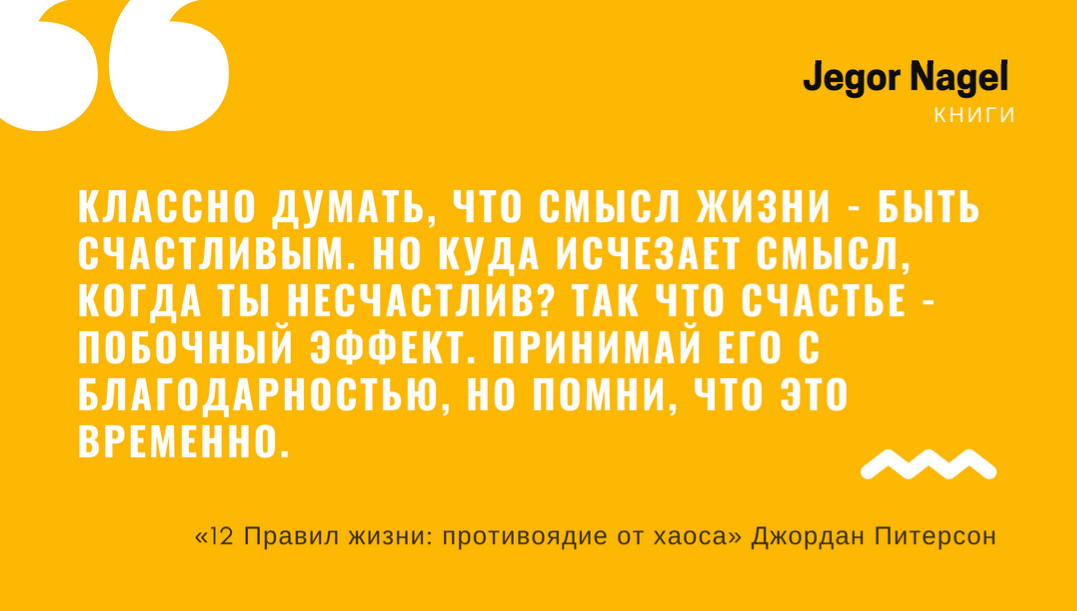 Jegor Nagel
КНИГИ
КЛАССНО ДУМАТЬ, ЧТО СМЫСЛ ЖИЗНИ - БЫТЬ
СЧАСТЛИВЫМ. НО КУДА ИСЧЕЗАЕТ СМЫСЛ,
КОГДА ТЫ НЕСЧАСТЛИВ? ТАК ЧТО СЧАСТЬЕ -
ПОБОЧНЫЙ ЭФФЕКТ. ПРИНИМАЙ ЕГО С
БЛАГОДАРНОСТЬЮ, НО ПОМНИ, ЧТО ЭТО
ВРЕМЕННО.
«12 Правил жизни: противоядие от хаоса» Джордан Питерсон